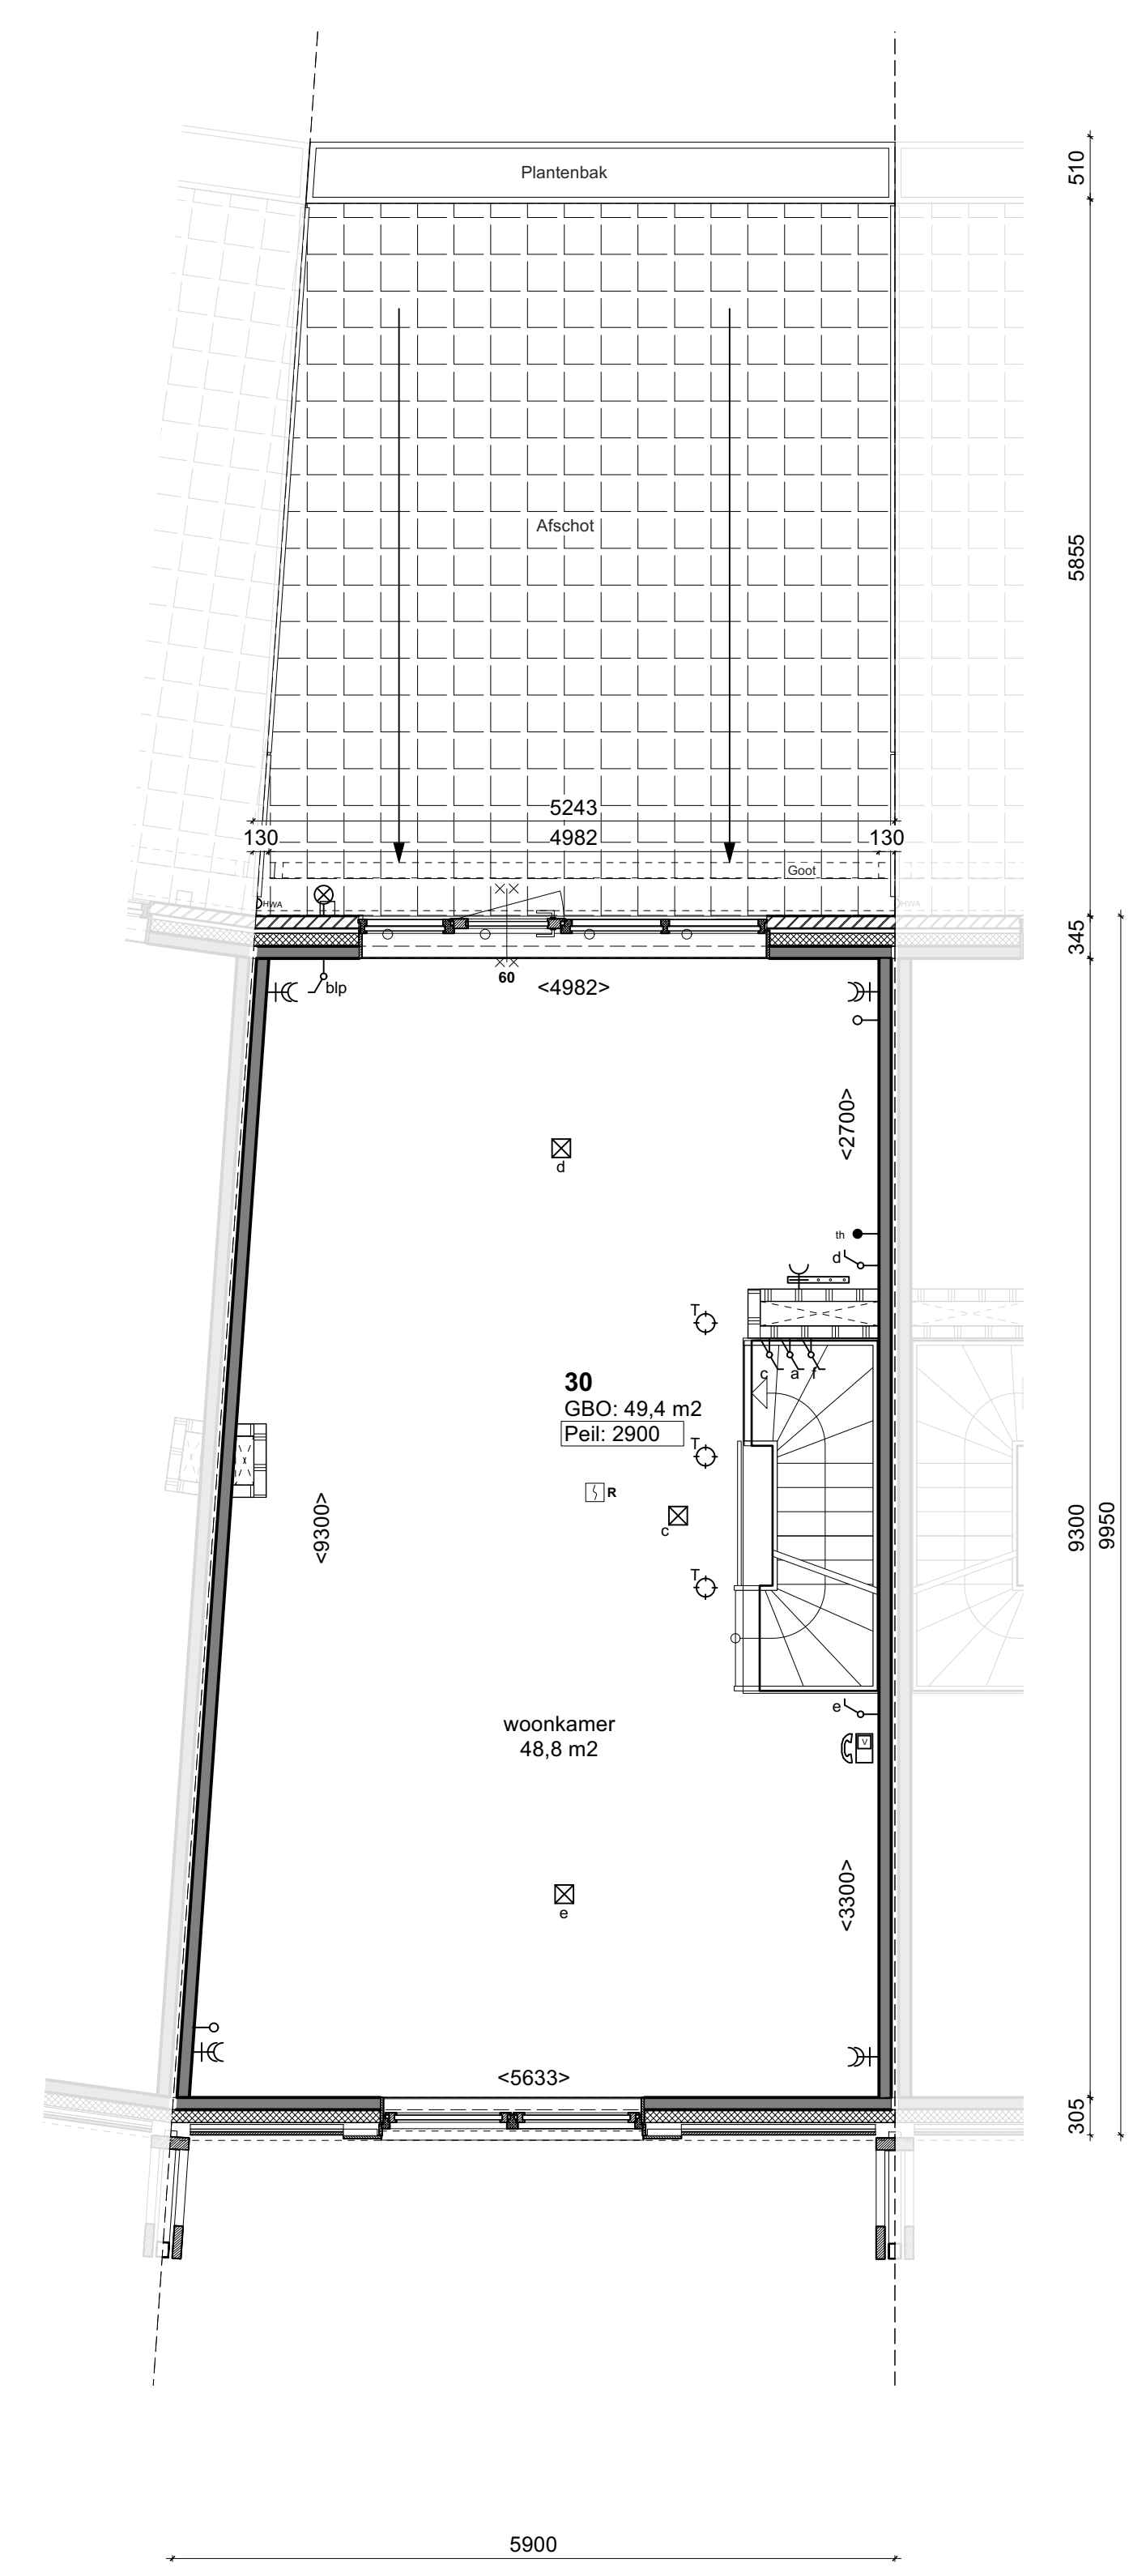 Plantenbak
510
Afschot
5855
5243
130
4982
130
Goot
HWA
HWA
345
blp
60
<4982>
<2700>
d
th
d
T
c
a
f
30
GBO: 49,4 m2
Peil: 2900
T
R
c
<9300>
9300
9950
T
e
woonkamer
48,8 m2
V
<3300>
e
<5633>
305
5900